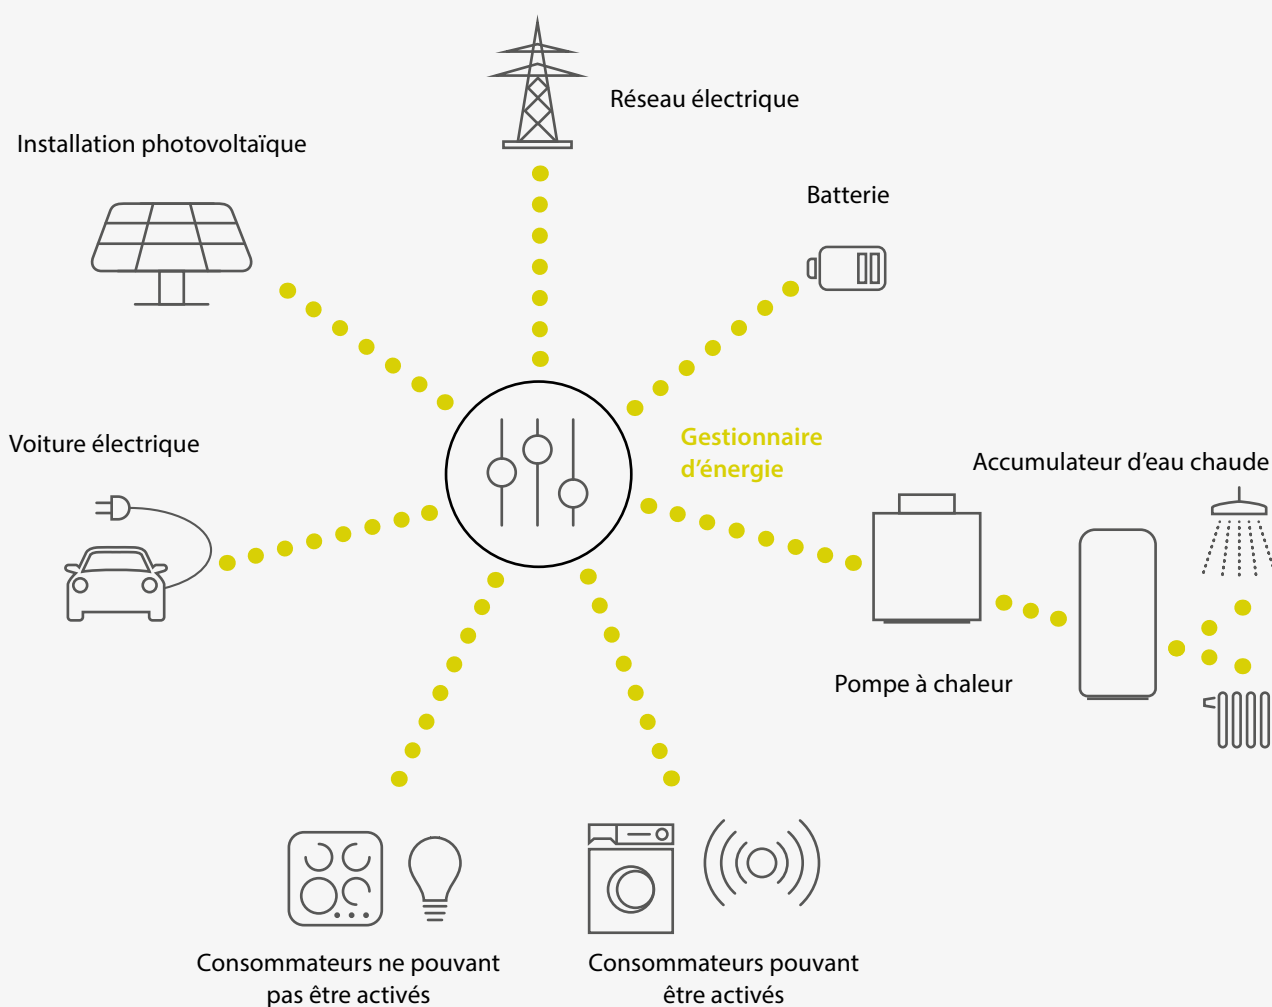 Réseau électrique
Installation photovoltaïque
Batterie
Voiture électrique
Gestionnaire
d’énergie
Accumulateur d’eau chaude
Pompe à chaleur
Consommateurs ne pouvant
pas être activés
Consommateurs pouvant
être activés